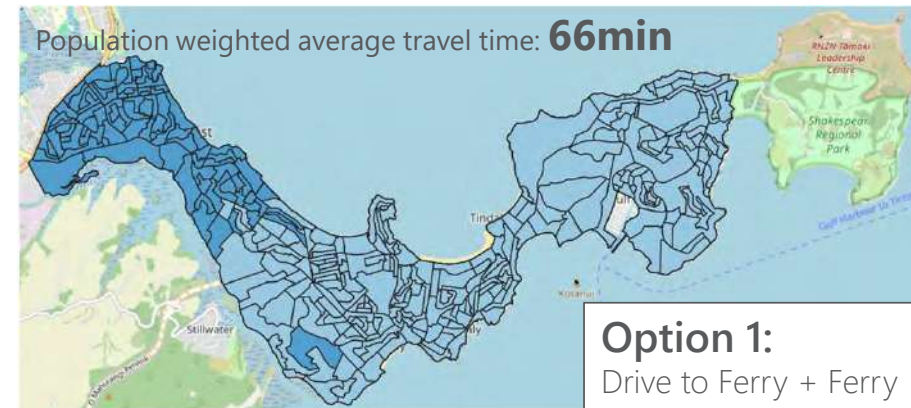 Population weighted average travel time: 66min
RNZN Tamaki
Leadership
Centre
Shakespear
Regional
Park
Stillwater
Option 1:
Drive to Ferry + Ferry